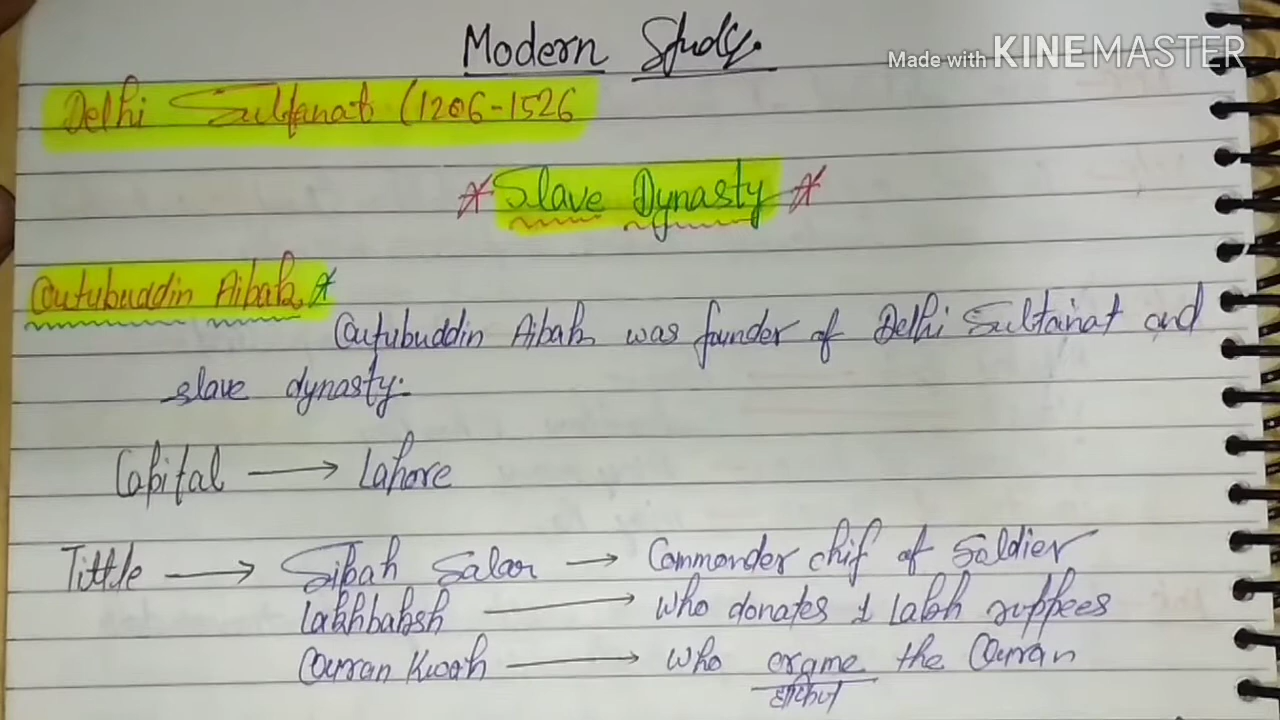 Modern Study.
Made with KINEMASTER
Delhi Sultanat (1206-1526
Slave Dynasty
Qutubuddin Aibak
Qutubuddin Aibak was founder of Delhi Sultanat and
slave dynasty.
Capital → Lahore
Tittle → Sipah Salar → Commander chif of Soldier
Lakhbaksh → Who donates 1 Lakh ruppees
Quran Kwah → Who crame the Quran